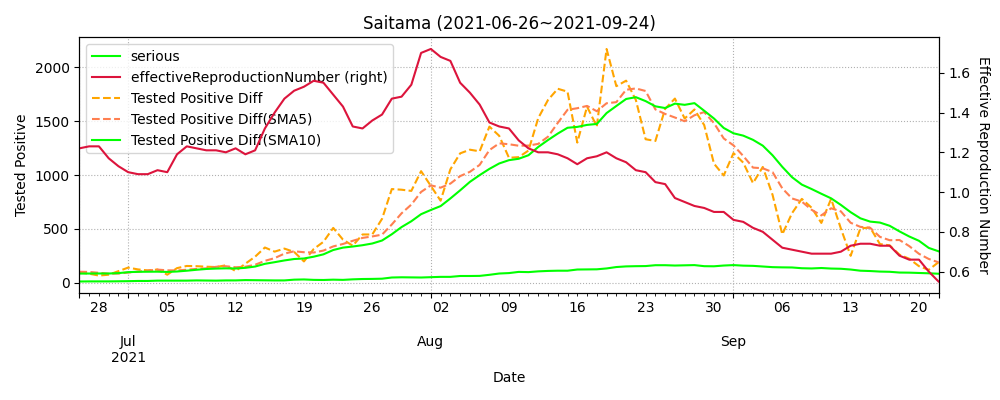 Saitama (2021-06-26~2021-09-24)
serious
effectiveReproductionNumber (right)
Tested Positive Diff
Tested Positive Diff(SMA5)
Tested Positive Diff(SMA10)
Tested Positive
2000
1500
1000
500
0
1.6
1.4
1.2
1.0
0.8
0.6
Effective Reproduction Number
28 05 12 19 26 02 09 16 23 30 06 13 20
Jul Aug Sep
2021
Date